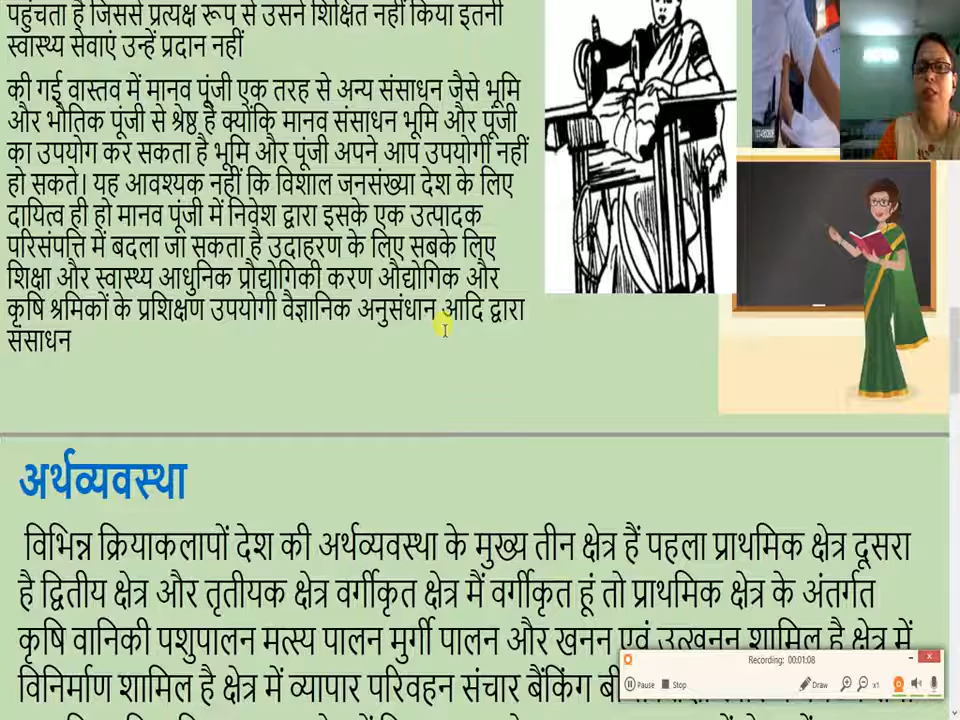 पहुंचता है जिससे प्रत्यक्ष रूप से उसने शिक्षित नहीं किया इतनी
स्वास्थ्य सेवाएं उन्हें प्रदान नहीं
की गई वास्तव में मानव पूंजी एक तरह से अन्य संसाधन जैसे भूमि
और भौतिक पूंजी से श्रेष्ठ है क्योंकि मानव संसाधन भूमि और पूंजी
का उपयोग कर सकता है भूमि और पूंजी अपने आप उपयोगी नहीं
हो सकते। यह आवश्यक नहीं कि विशाल जनसंख्या देश के लिए
दायित्व ही हो मानव पूंजी में निवेश द्वारा इसके एक उत्पादक
परिसंपत्ति में बदला जा सकता है उदाहरण के लिए सबके लिए
शिक्षा और स्वास्थ्य आधुनिक प्रौद्योगिकी करण औद्योगिक और
कृषि श्रमिकों के प्रशिक्षण उपयोगी वैज्ञानिक अनुसंधान आदि द्वारा
संसाधन
अर्थव्यवस्था
विभिन्न क्रियाकलापों देश की अर्थव्यवस्था के मुख्य तीन क्षेत्र हैं पहला प्राथमिक क्षेत्र दूसरा
है द्वितीय क्षेत्र और तृतीयक क्षेत्र वर्गीकृत क्षेत्र मैं वर्गीकृत हूं तो प्राथमिक क्षेत्र के अंतर्गत
कृषि वानिकी पशुपालन मत्स्य पालन मुर्गी पालन और खनन एवं उत्खनन शामिल है क्षेत्र में
विनिर्माण शामिल है क्षेत्र में व्यापार परिवहन संचार बैंकिंग
Recording: 00:01:08
Pause Stop Draw x1